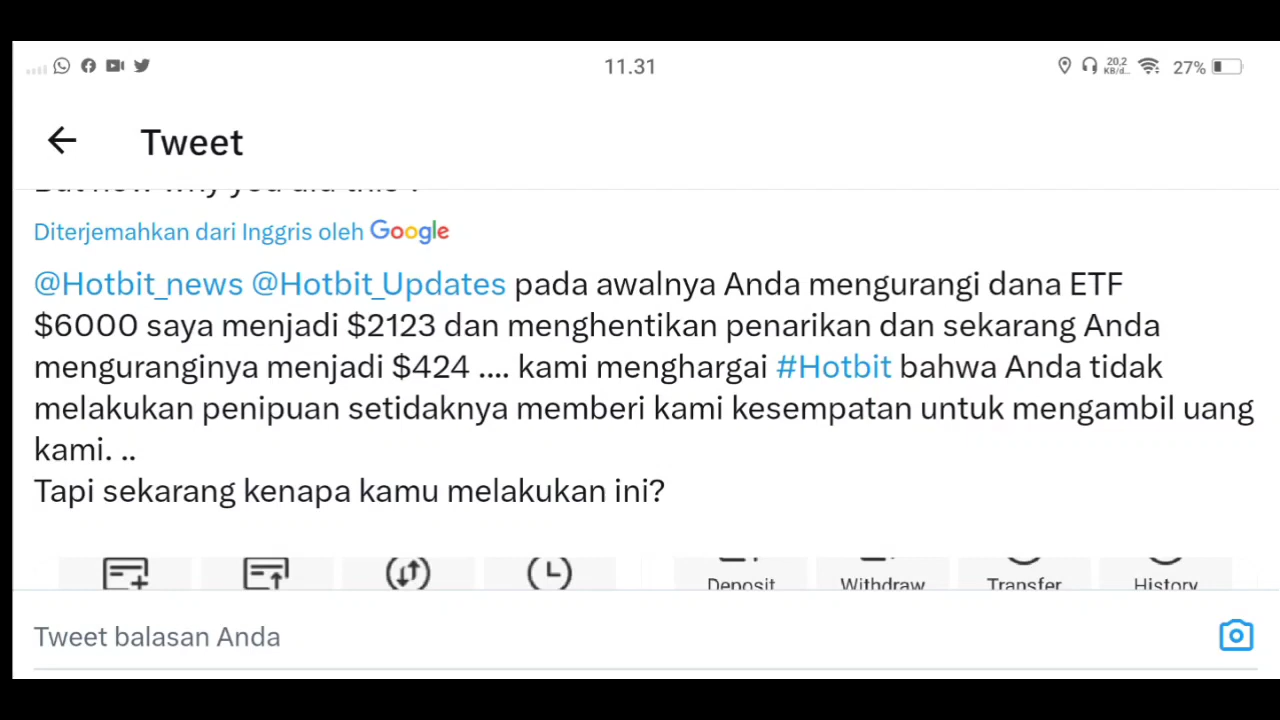 11.31
20,2
KB/d..
27%
Tweet
Diterjemahkan dari Inggris oleh Google
@Hotbit_news @Hotbit_Updates pada awalnya Anda mengurangi dana ETF
$6000 saya menjadi $2123 dan menghentikan penarikan dan sekarang Anda
menguranginya menjadi $424 .... kami menghargai #Hotbit bahwa Anda tidak
melakukan penipuan setidaknya memberi kami kesempatan untuk mengambil uang
kami. ..
Tapi sekarang kenapa kamu melakukan ini?
Deposit Withdraw Transfer History
Tweet balasan Anda